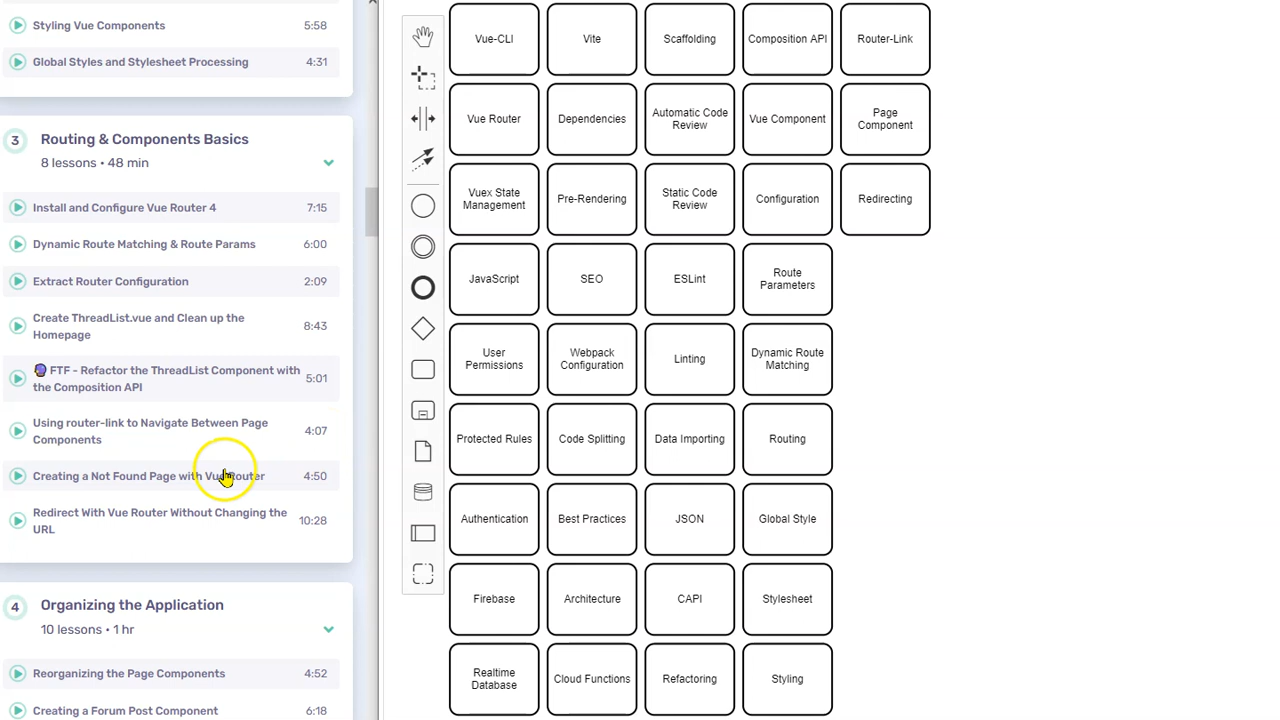 Styling Vue Components
5:58
Global Styles and Stylesheet Processing
4:31
3
Routing & Components Basics
8 lessons • 48 min
Install and Configure Vue Router 4
7:15
Dynamic Route Matching & Route Params
6:00
Extract Router Configuration
2:09
Create ThreadList.vue and Clean up the
Homepage
8:43
FTF - Refactor the ThreadList Component with
the Composition API
5:01
Using router-link to Navigate Between Page
Components
4:07
Creating a Not Found Page with Vue Router
4:50
Redirect With Vue Router Without Changing the
URL
10:28
4
Organizing the Application
10 lessons • 1 hr
Reorganizing the Page Components
4:52
Creating a Forum Post Component
6:18
Vue-CLI
Vite
Scaffolding
Composition API
Router-Link
Vue Router
Dependencies
Automatic Code
Review
Vue Component
Page
Component
Vuex State
Management
Pre-Rendering
Static Code
Review
Configuration
Redirecting
JavaScript
SEO
ESLint
Route
Parameters
User
Permissions
Webpack
Configuration
Linting
Dynamic Route
Matching
Protected Rules
Code Splitting
Data Importing
Routing
Authentication
Best Practices
JSON
Global Style
Firebase
Architecture
CAPI
Stylesheet
Realtime
Database
Cloud Functions
Refactoring
Styling